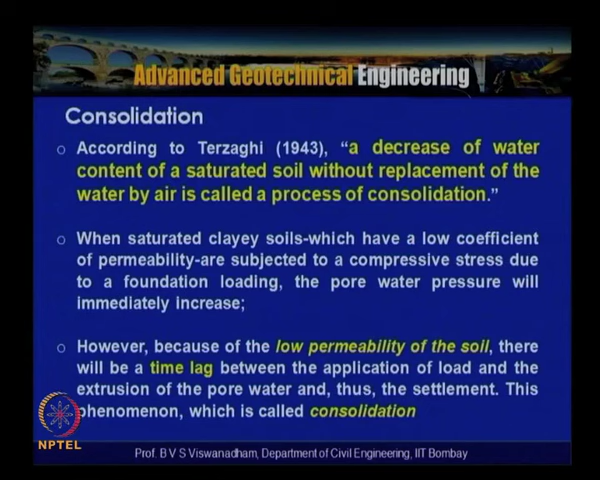 Advanced Geotechnical Engineering
Consolidation
o According to Terzaghi (1943), “a decrease of water
content of a saturated soil without replacement of the
water by air is called a process of consolidation.”
o When saturated clayey soils-which have a low coefficient
of permeability-are subjected to a compressive stress due
to a foundation loading, the pore water pressure will
immediately increase;
o However, because of the low permeability of the soil, there
will be a time lag between the application of load and the
extrusion of the pore water and, thus, the settlement. This
phenomenon, which is called consolidation
NPTEL
Prof. B V S Viswanadham, Department of Civil Engineering, IIT Bombay